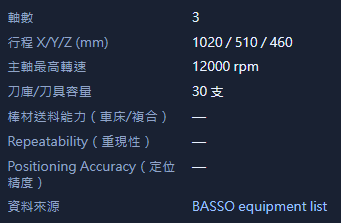 軸數 3
行程 X/Y/Z (mm) 1020 / 510 / 460
主軸最高轉速 12000 rpm
刀庫/刀具容量 30 支
棒材送料能力（車床/複合） —
Repeatability（重現性） —
Positioning Accuracy（定位 —
精度）
資料來源 BASSO equipment list